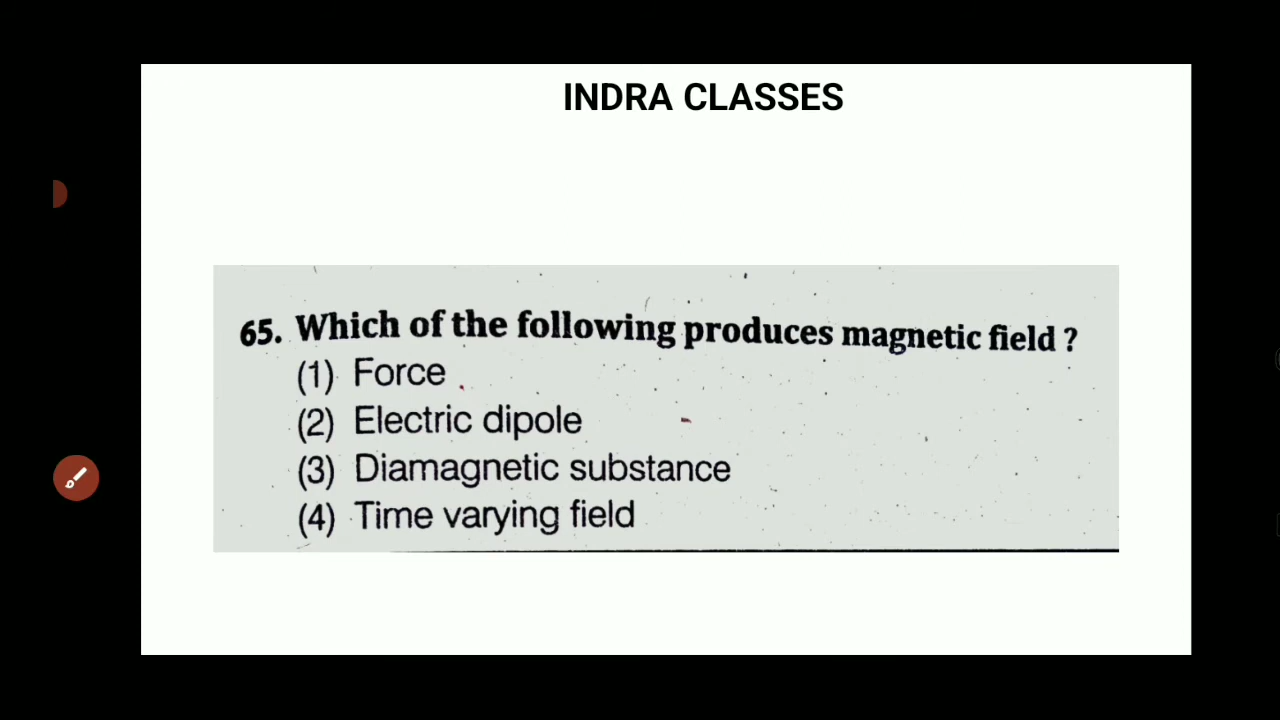 INDRA CLASSES
65. Which of the following produces magnetic field ?
(1) Force
(2) Electric dipole
(3) Diamagnetic substance
(4) Time varying field